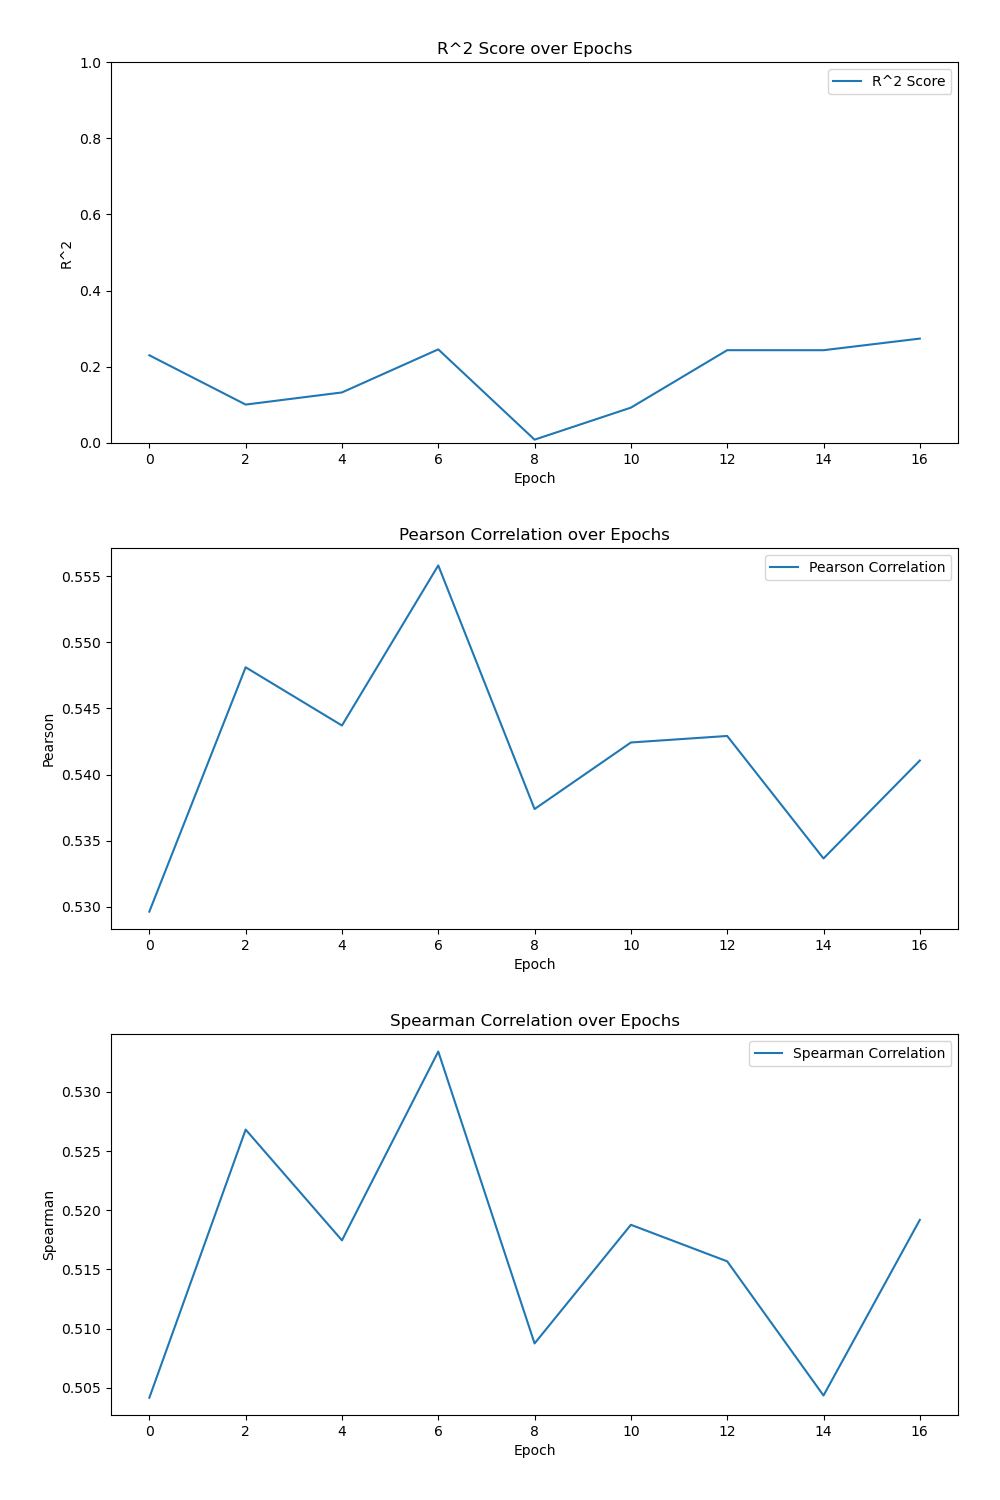 R^2 Score over Epochs
R^2 Score
1.0
0.8
0.6
0.4
0.2
0.0
R^2
0 2 4 6 8 10 12 14 16
Epoch
Pearson Correlation over Epochs
Pearson Correlation
0.555
0.550
0.545
0.540
0.535
0.530
Pearson
0 2 4 6 8 10 12 14 16
Epoch
Spearman Correlation over Epochs
Spearman Correlation
0.530
0.525
0.520
0.515
0.510
0.505
Spearman
0 2 4 6 8 10 12 14 16
Epoch